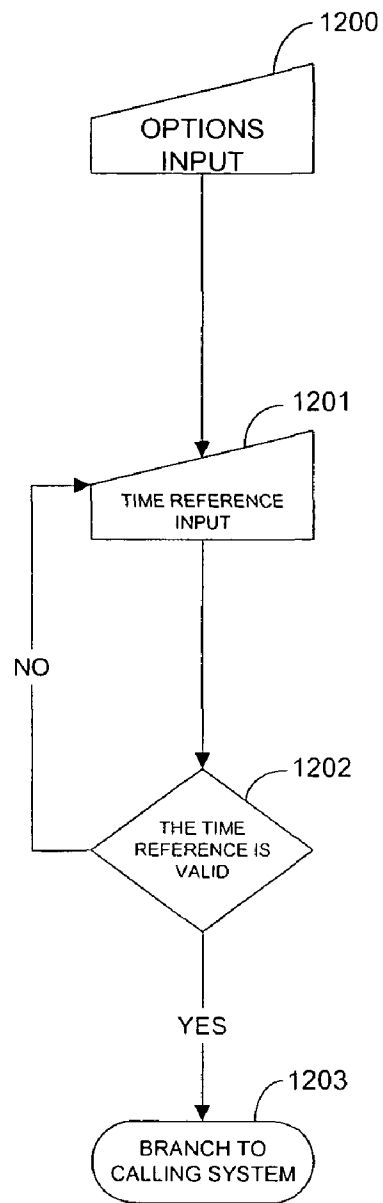 1200
OPTIONS
INPUT
1201
TIME REFERENCE
INPUT
NO
1202
THE TIME
REFERENCE IS
VALID
YES
1203
BRANCH TO
CALLING SYSTEM